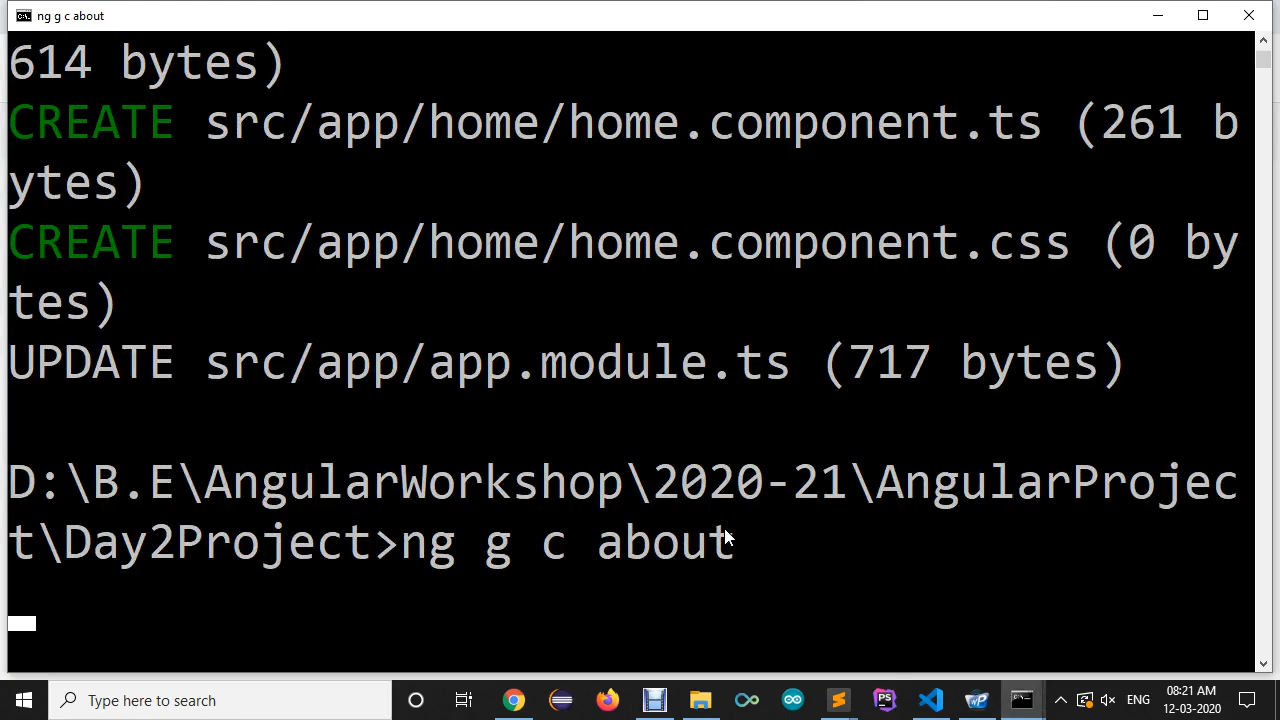 ng g c about
614 bytes)
CREATE src/app/home/home.component.ts (261 b
ytes)
CREATE src/app/home/home.component.css (0 by
tes)
UPDATE src/app/app.module.ts (717 bytes)
D:\B.E\AngularWorkshop\2020-21\AngularProjec
t\Day2Project>ng g c about
Type here to search
ENG
08:21 AM
12-03-2020